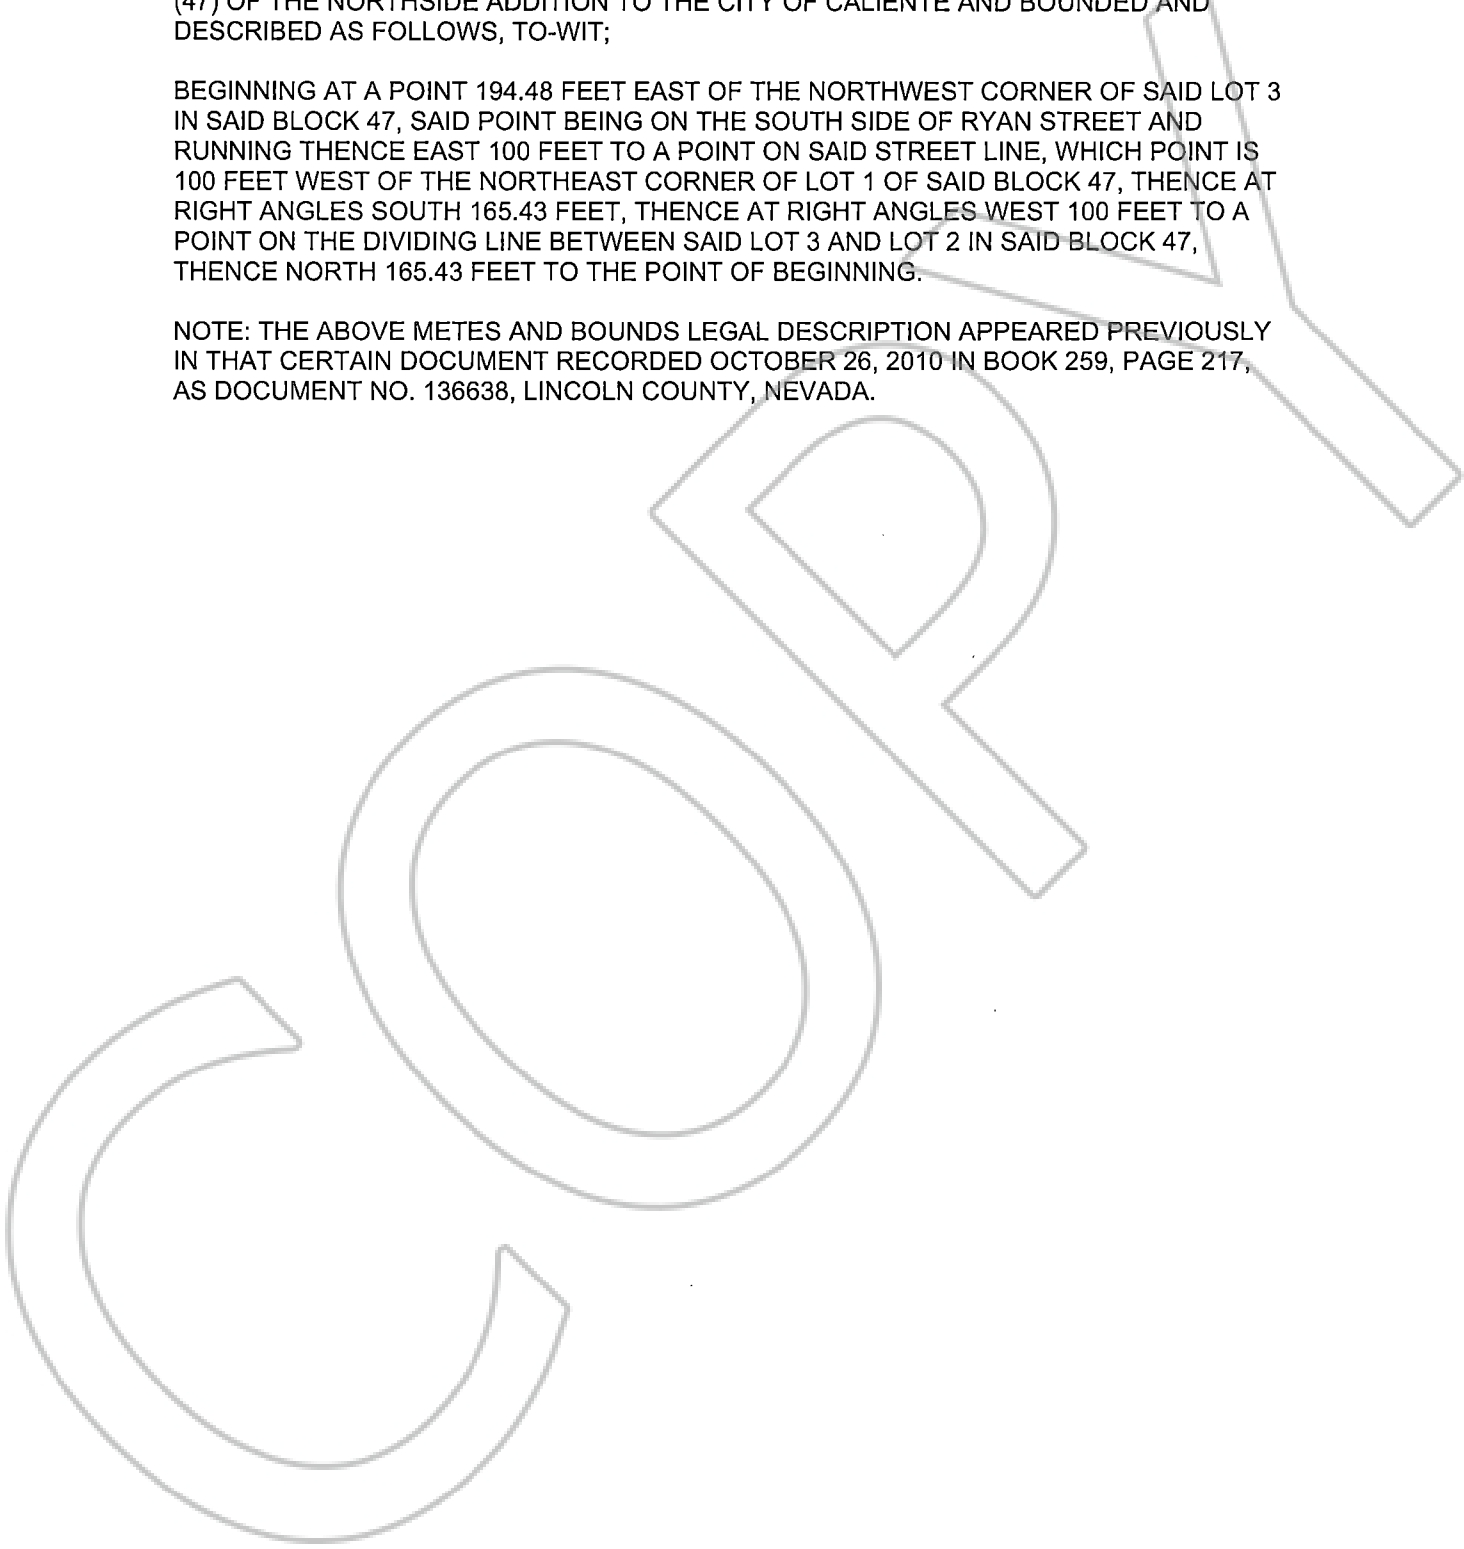 (47) OF THE NORTHSIDE ADDITION TO THE CITY OF CALIENTE AND BOUNDED AND
DESCRIBED AS FOLLOWS, TO-WIT;
BEGINNING AT A POINT 194.48 FEET EAST OF THE NORTHWEST CORNER OF SAID LOT 3
IN SAID BLOCK 47, SAID POINT BEING ON THE SOUTH SIDE OF RYAN STREET AND
RUNNING THENCE EAST 100 FEET TO A POINT ON SAID STREET LINE, WHICH POINT IS
100 FEET WEST OF THE NORTHEAST CORNER OF LOT 1 OF SAID BLOCK 47, THENCE AT
RIGHT ANGLES SOUTH 165.43 FEET, THENCE AT RIGHT ANGLES WEST 100 FEET TO A
POINT ON THE DIVIDING LINE BETWEEN SAID LOT 3 AND LOT 2 IN SAID BLOCK 47,
THENCE NORTH 165.43 FEET TO THE POINT OF BEGINNING.
NOTE: THE ABOVE METES AND BOUNDS LEGAL DESCRIPTION APPEARED PREVIOUSLY
IN THAT CERTAIN DOCUMENT RECORDED OCTOBER 26, 2010 IN BOOK 259, PAGE 217,
AS DOCUMENT NO. 136638, LINCOLN COUNTY, NEVADA.
COPY